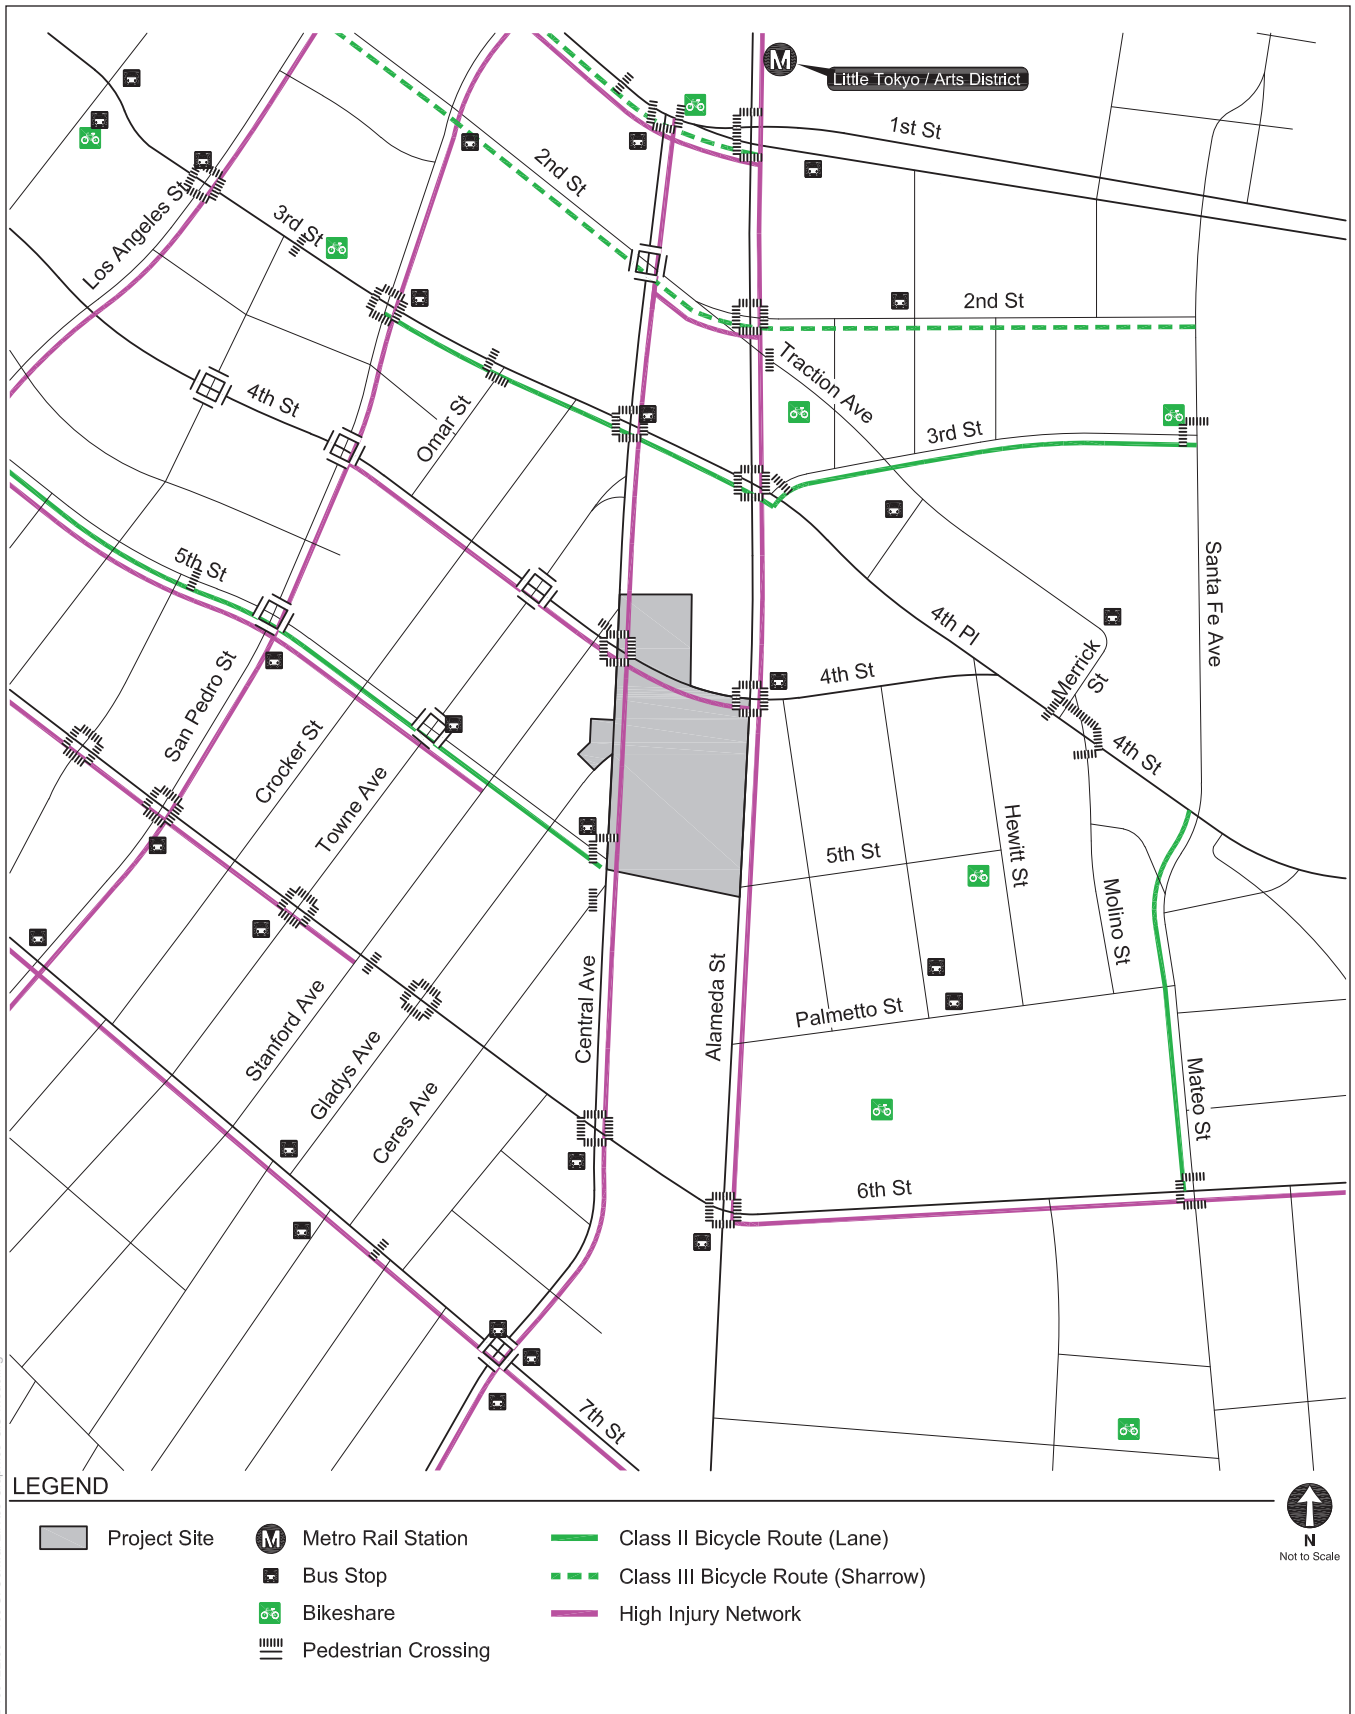 M
Little Tokyo / Arts District
1st St
2nd St
Los Angeles St
3rd St
2nd St
Traction Ave
4th St
Omar St
3rd St
5th St
Santa Fe Ave
4th Pl
San Pedro St
4th St
Merrick
St
Crocker St
4th St
Towne Ave
5th St
Hewitt St
Molino St
Stanford Ave
Central Ave
Alameda St
Palmetto St
Gladys Ave
Ceres Ave
Mateo St
6th St
7th St
LEGEND
Project Site
M
Metro Rail Station
Class II Bicycle Route (Lane)
N
Not to Scale
Bus Stop
Class III Bicycle Route (Sharrow)
Bikeshare
High Injury Network
Pedestrian Crossing